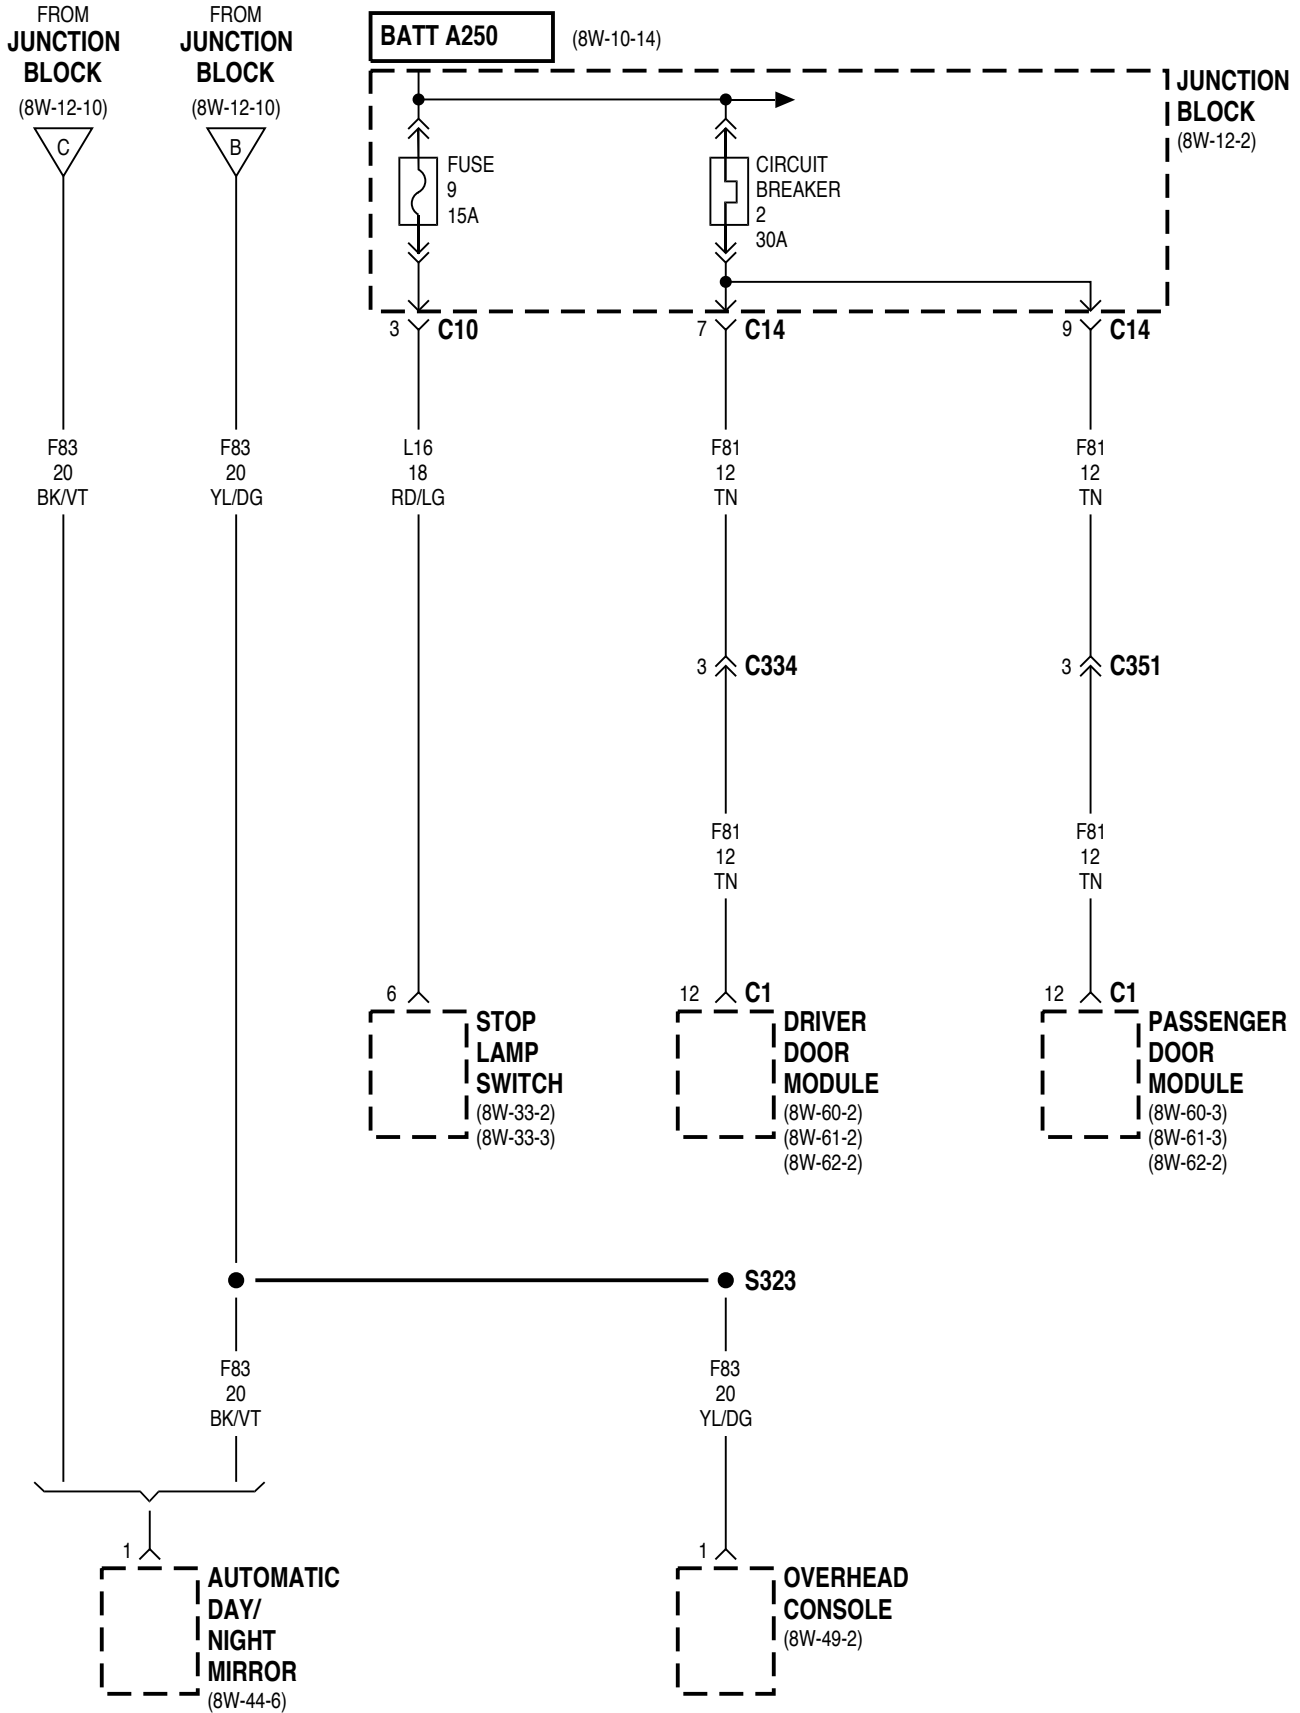 FROM
JUNCTION
BLOCK
(8W-12-10)
C
FROM
JUNCTION
BLOCK
(8W-12-10)
B
BATT A250
(8W-10-14)
JUNCTION
BLOCK
(8W-12-2)
FUSE
9
15A
CIRCUIT
BREAKER
2
30A
3
C10
7
C14
9
C14
F83
20
BK/VT
F83
20
YL/DG
L16
18
RD/LG
F81
12
TN
F81
12
TN
3
C334
3
C351
F81
12
TN
F81
12
TN
6
12
C1
12
C1
STOP
LAMP
SWITCH
(8W-33-2)
(8W-33-3)
DRIVER
DOOR
MODULE
(8W-60-2)
(8W-61-2)
(8W-62-2)
PASSENGER
DOOR
MODULE
(8W-60-3)
(8W-61-3)
(8W-62-2)
S323
F83
20
BK/VT
F83
20
YL/DG
1
1
AUTOMATIC
DAY/
NIGHT
MIRROR
(8W-44-6)
OVERHEAD
CONSOLE
(8W-49-2)